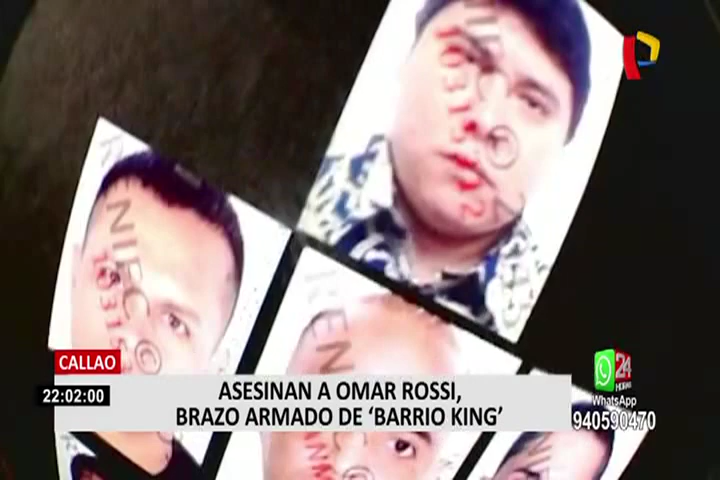 CALLAO
22:02:00
ASESINAN A OMAR ROSSI,
BRAZO ARMADO DE ‘BARRIO KING’
24
HORAS
WhatsApp
940590470